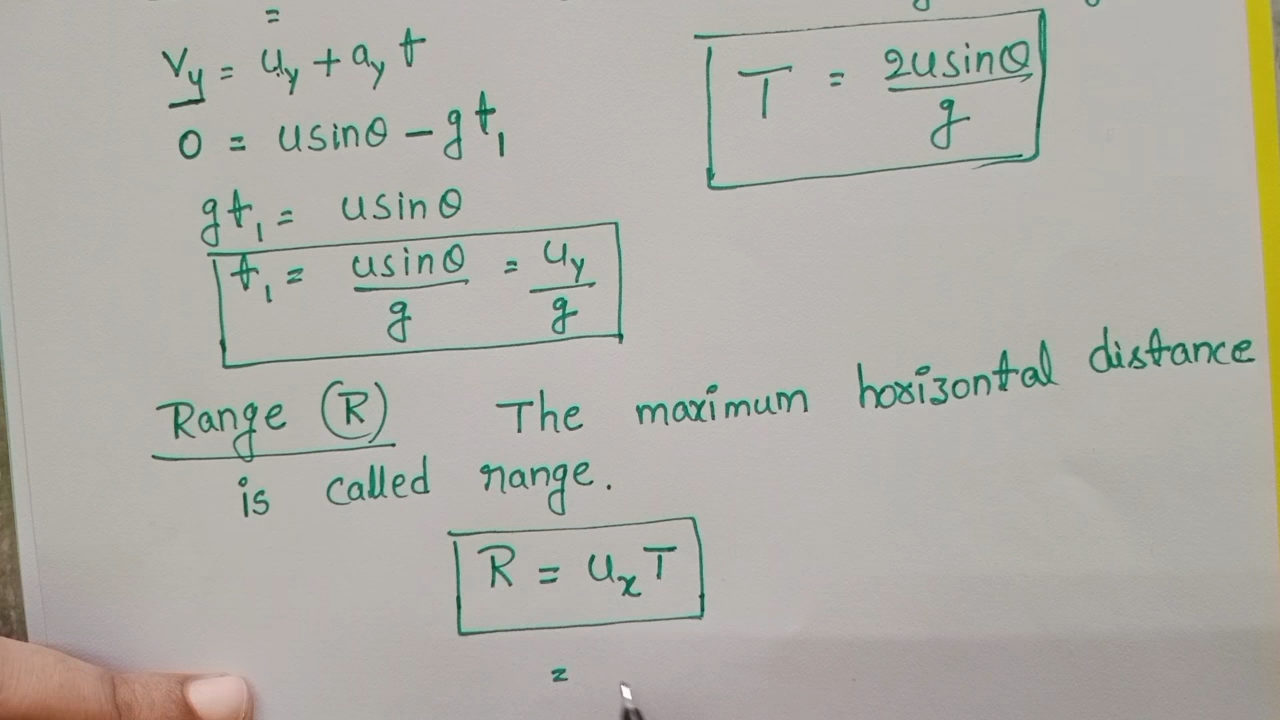 =
Vy = uy + ay t
0 = usinθ - gt₁
gt₁ = usinθ
t₁ = usinθ/g = uy/g
T = 2usinθ/g
Range (R) The maximum horizontal distance
is called range.
R = uₓT
=